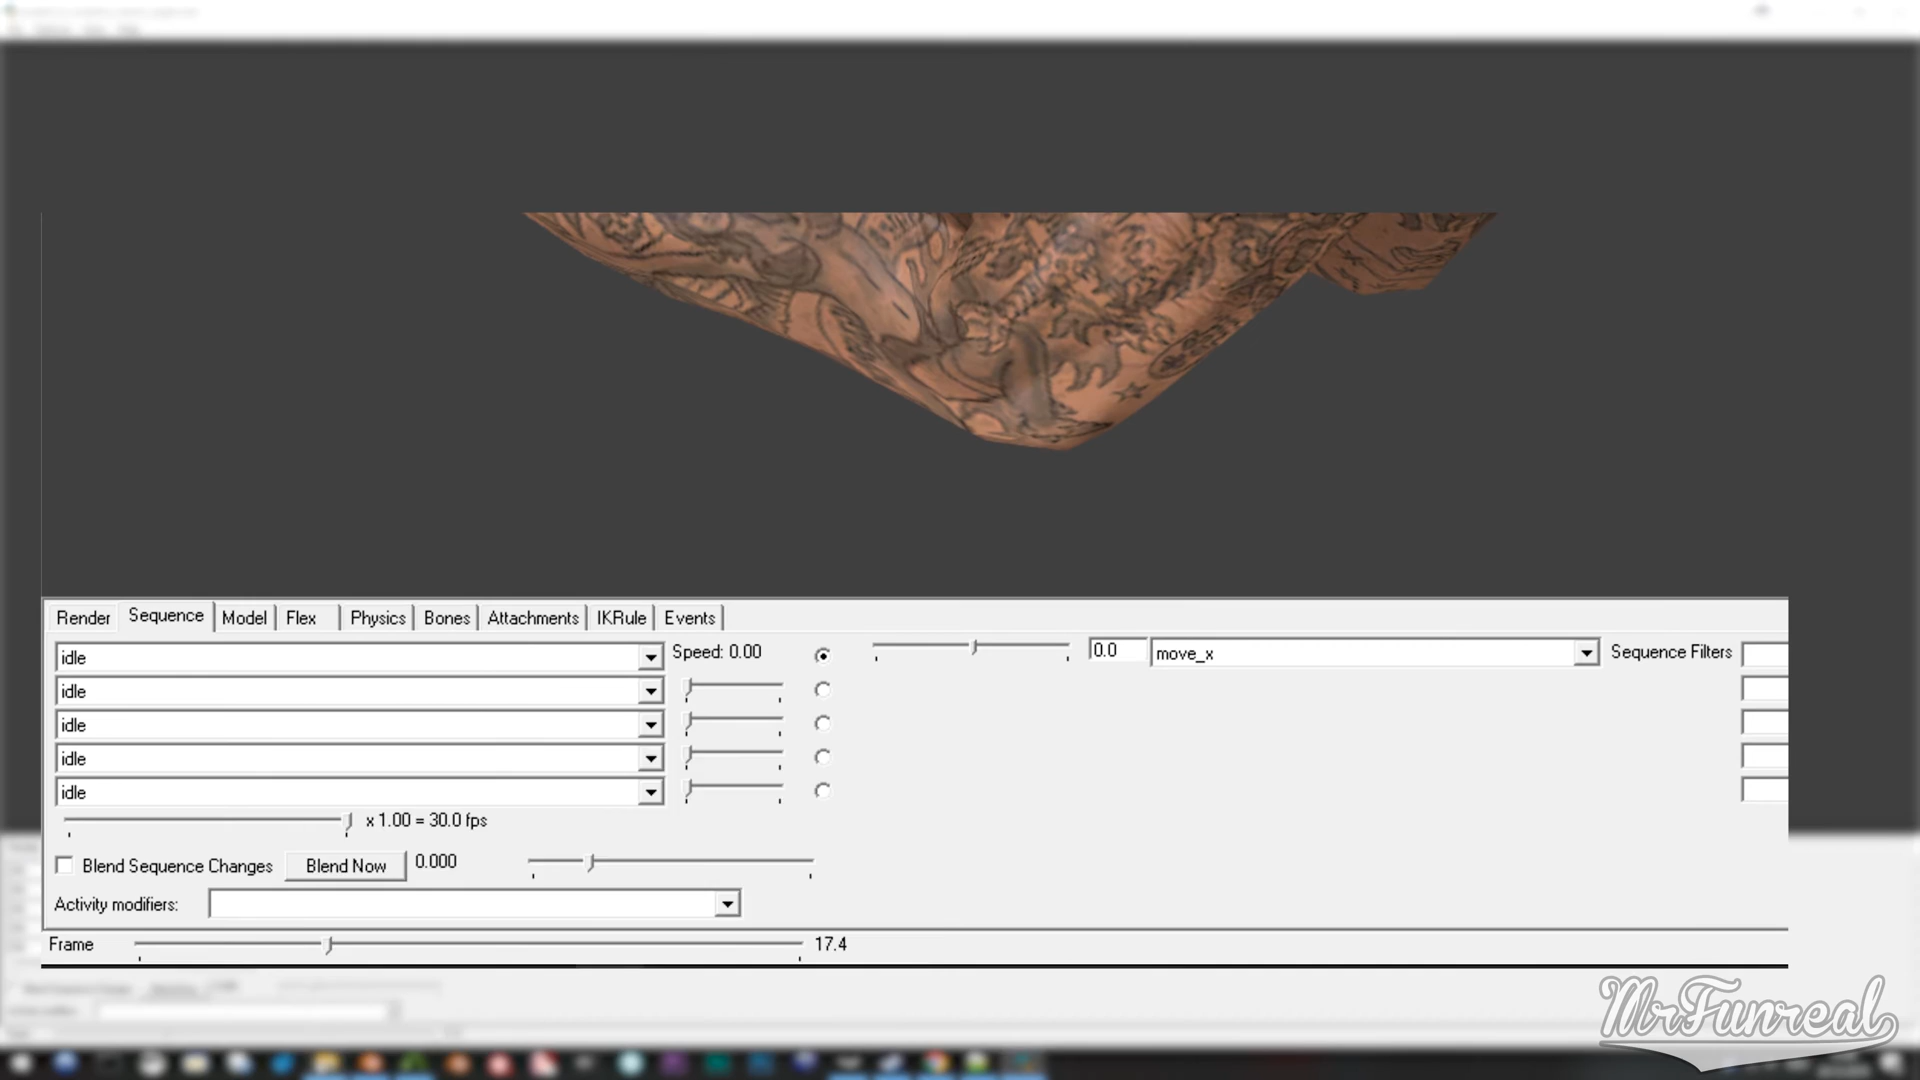 Render Sequence Model Flex Physics Bones Attachments IKRule Events
idle Speed: 0.00 0.0 move_x Sequence Filters
idle
idle
idle
idle
x 1.00 = 30.0 fps
Blend Sequence Changes Blend Now 0.000
Activity modifiers:
Frame 17.4
MrFunreal